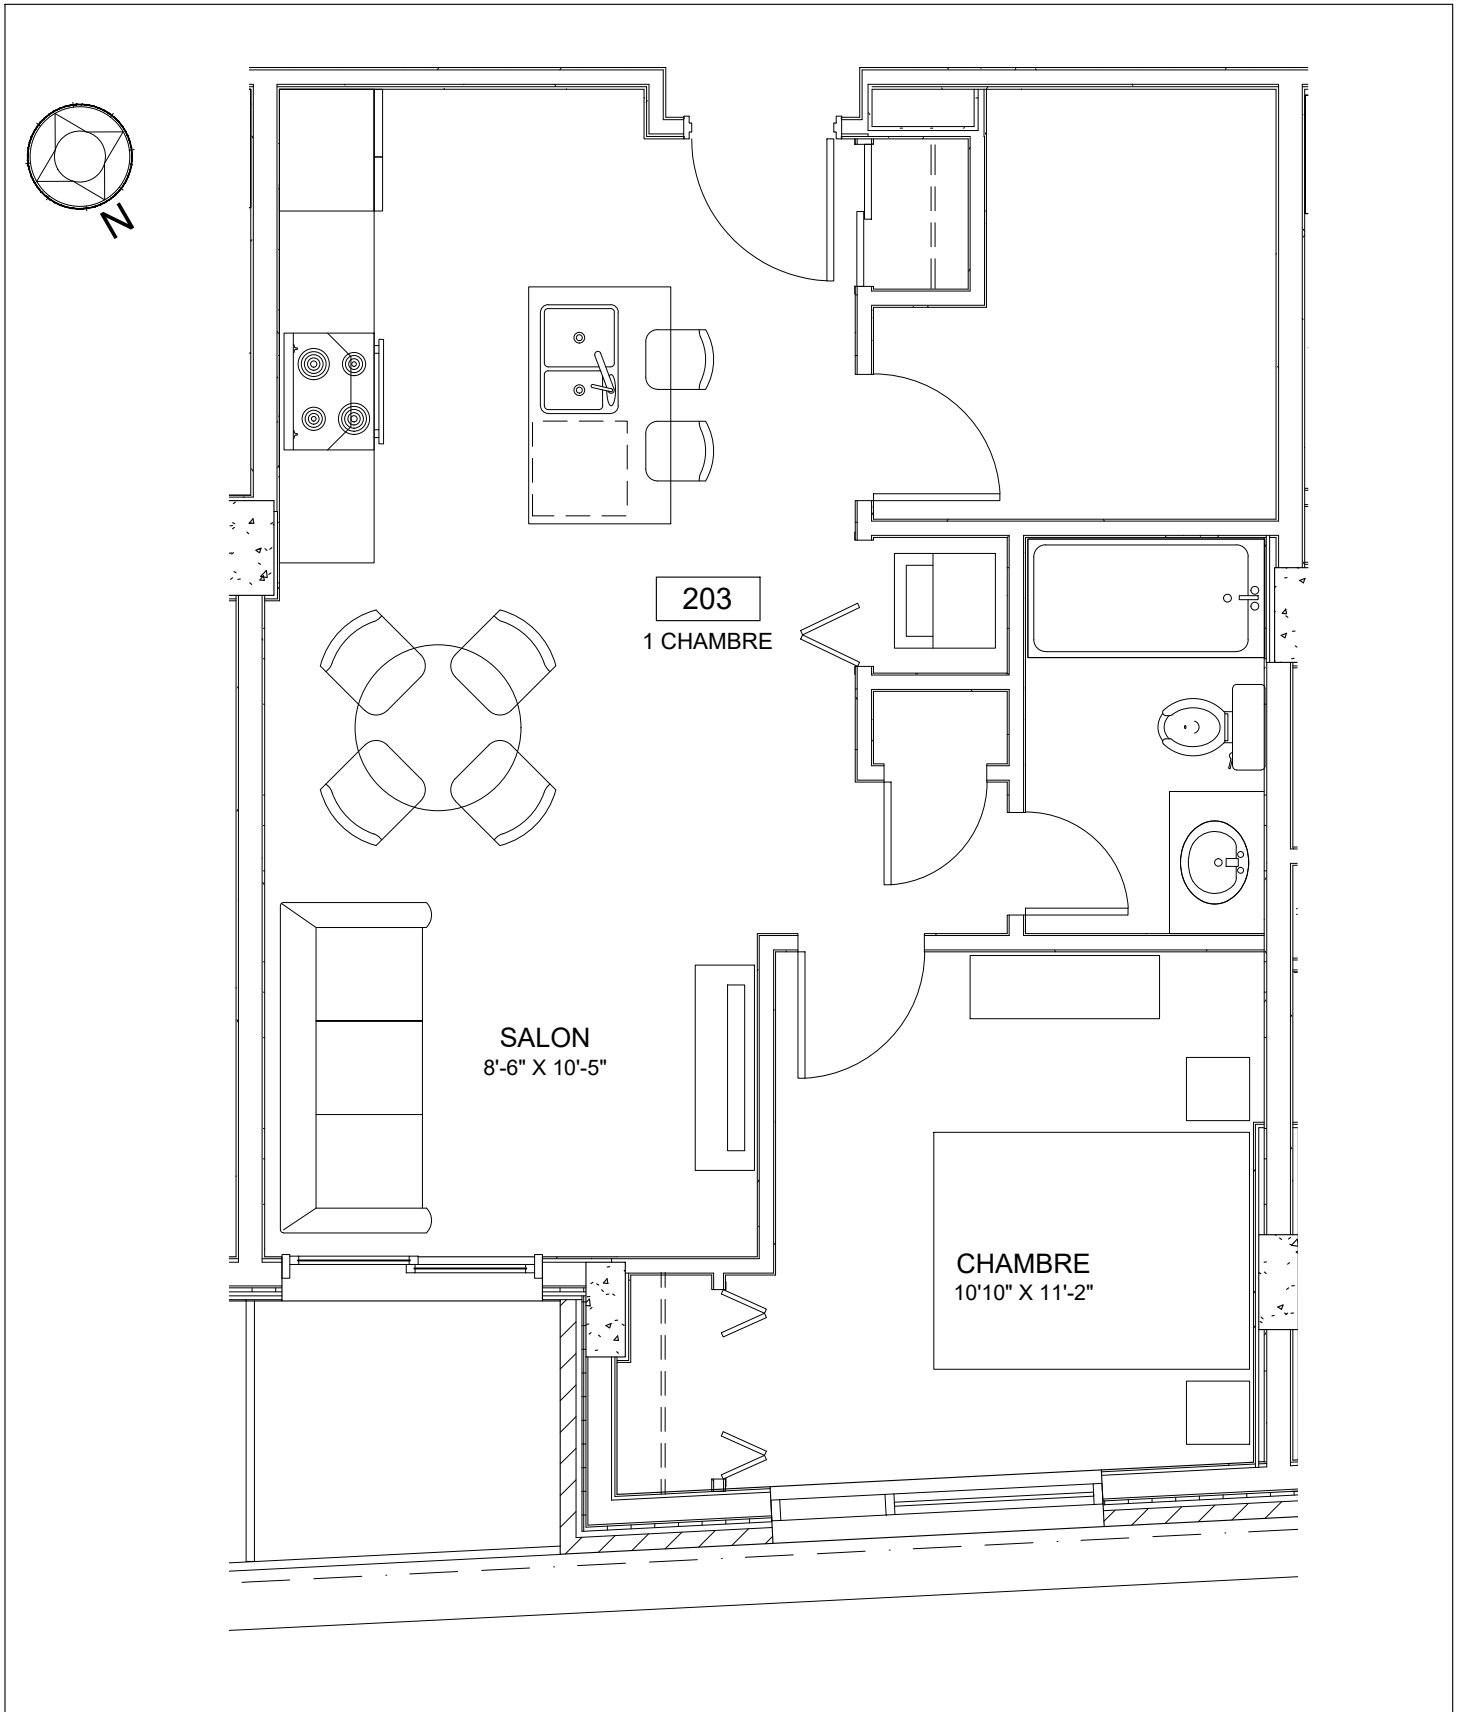 N
203
1 CHAMBRE
SALON
8'-6" X 10'-5"
CHAMBRE
10'10" X 11'-2"